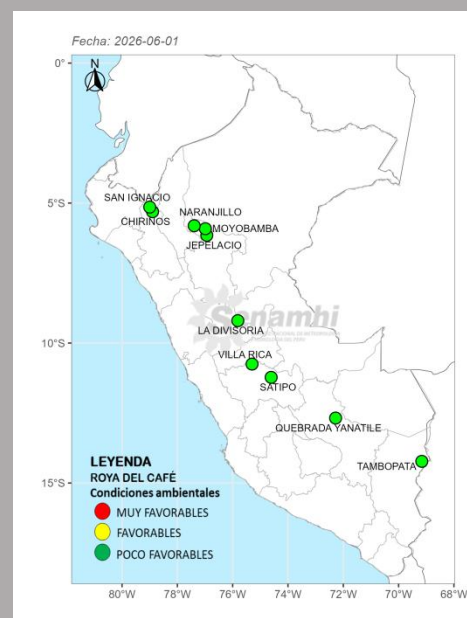 Fecha: 2026-06-01
N
0°
5°S
10°S
15°S
SAN IGNACIO
CHIRINOS
NARANJILLO
MOYOBAMBA
JEPELACIO
Senamhi
LA DIVISORIA
VILLA RICA
SATIPO
QUEBRADA YANATILE
TAMBOPATA
LEYENDA
ROYA DEL CAFÉ
Condiciones ambientales
MUY FAVORABLES
FAVORABLES
POCO FAVORABLES
80°W 78°W 76°W 74°W 72°W 70°W 68°W